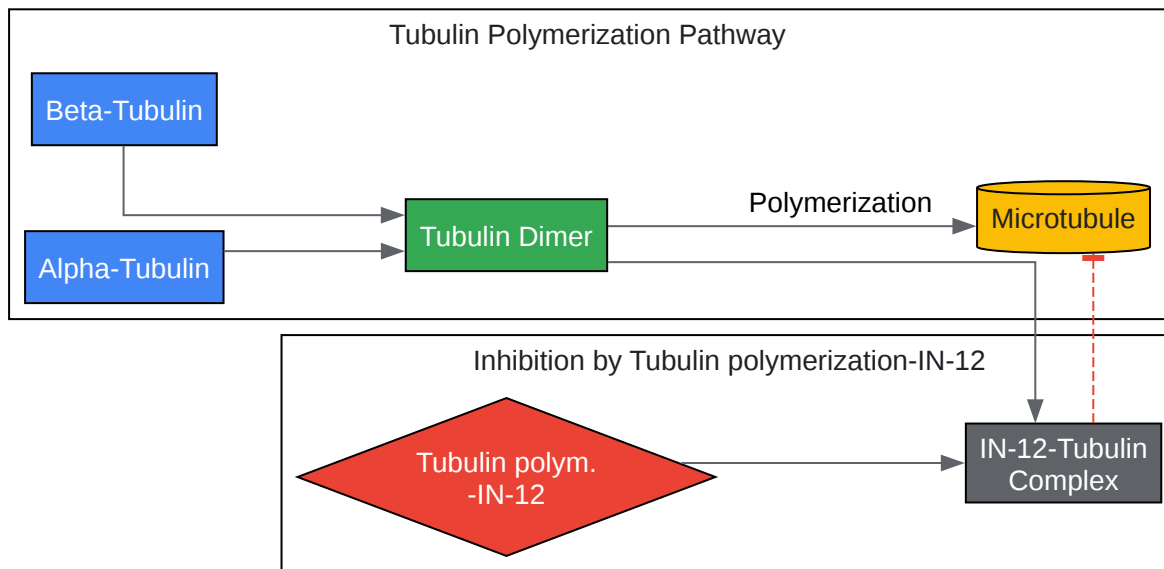 Tubulin Polymerization Pathway
Beta-Tubulin
Alpha-Tubulin
Tubulin Dimer
Polymerization
Microtubule
Inhibition by Tubulin polymerization-IN-12
Tubulin polym.
-IN-12
IN-12-Tubulin
Complex